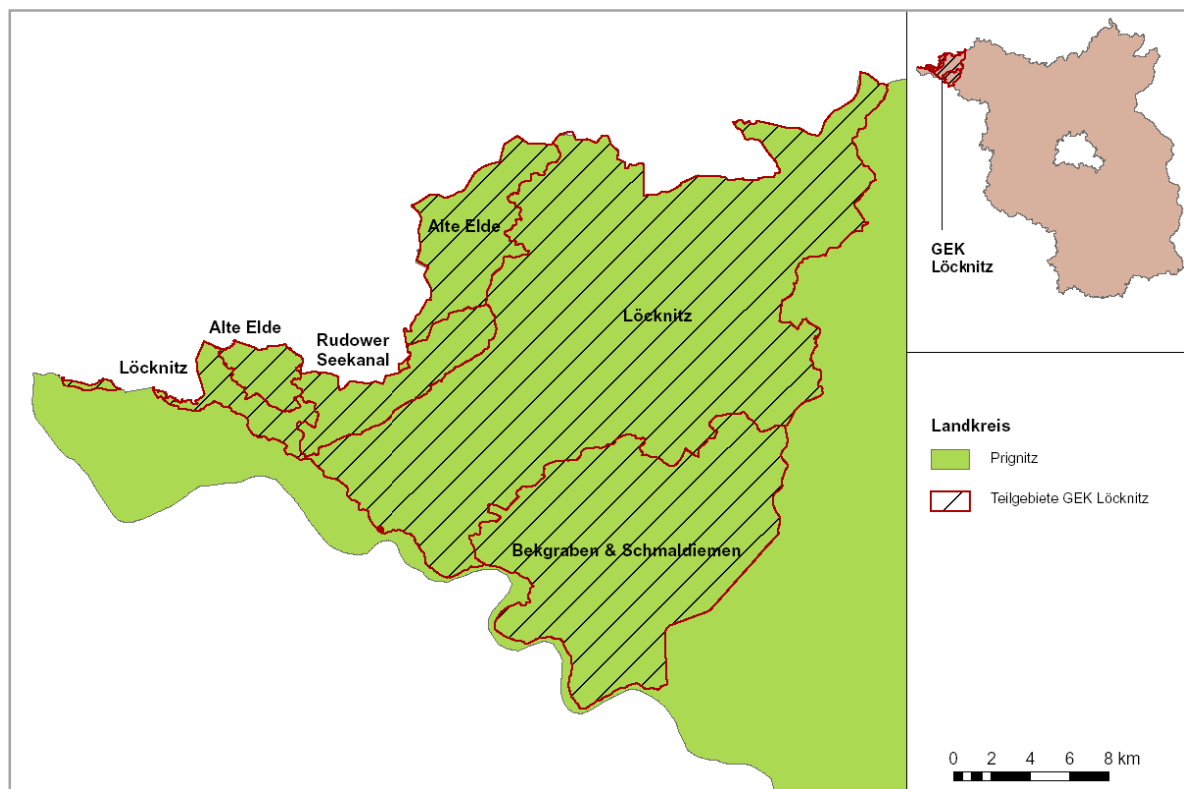 Alte Elde
Löcknitz
Alte Elde
Rudower
Seekanal
Löcknitz
Bekgraben & Schmaldiemen
GEK
Löcknitz
Landkreis
Prignitz
Teilgebiete GEK Löcknitz
0 2 4 6 8 km